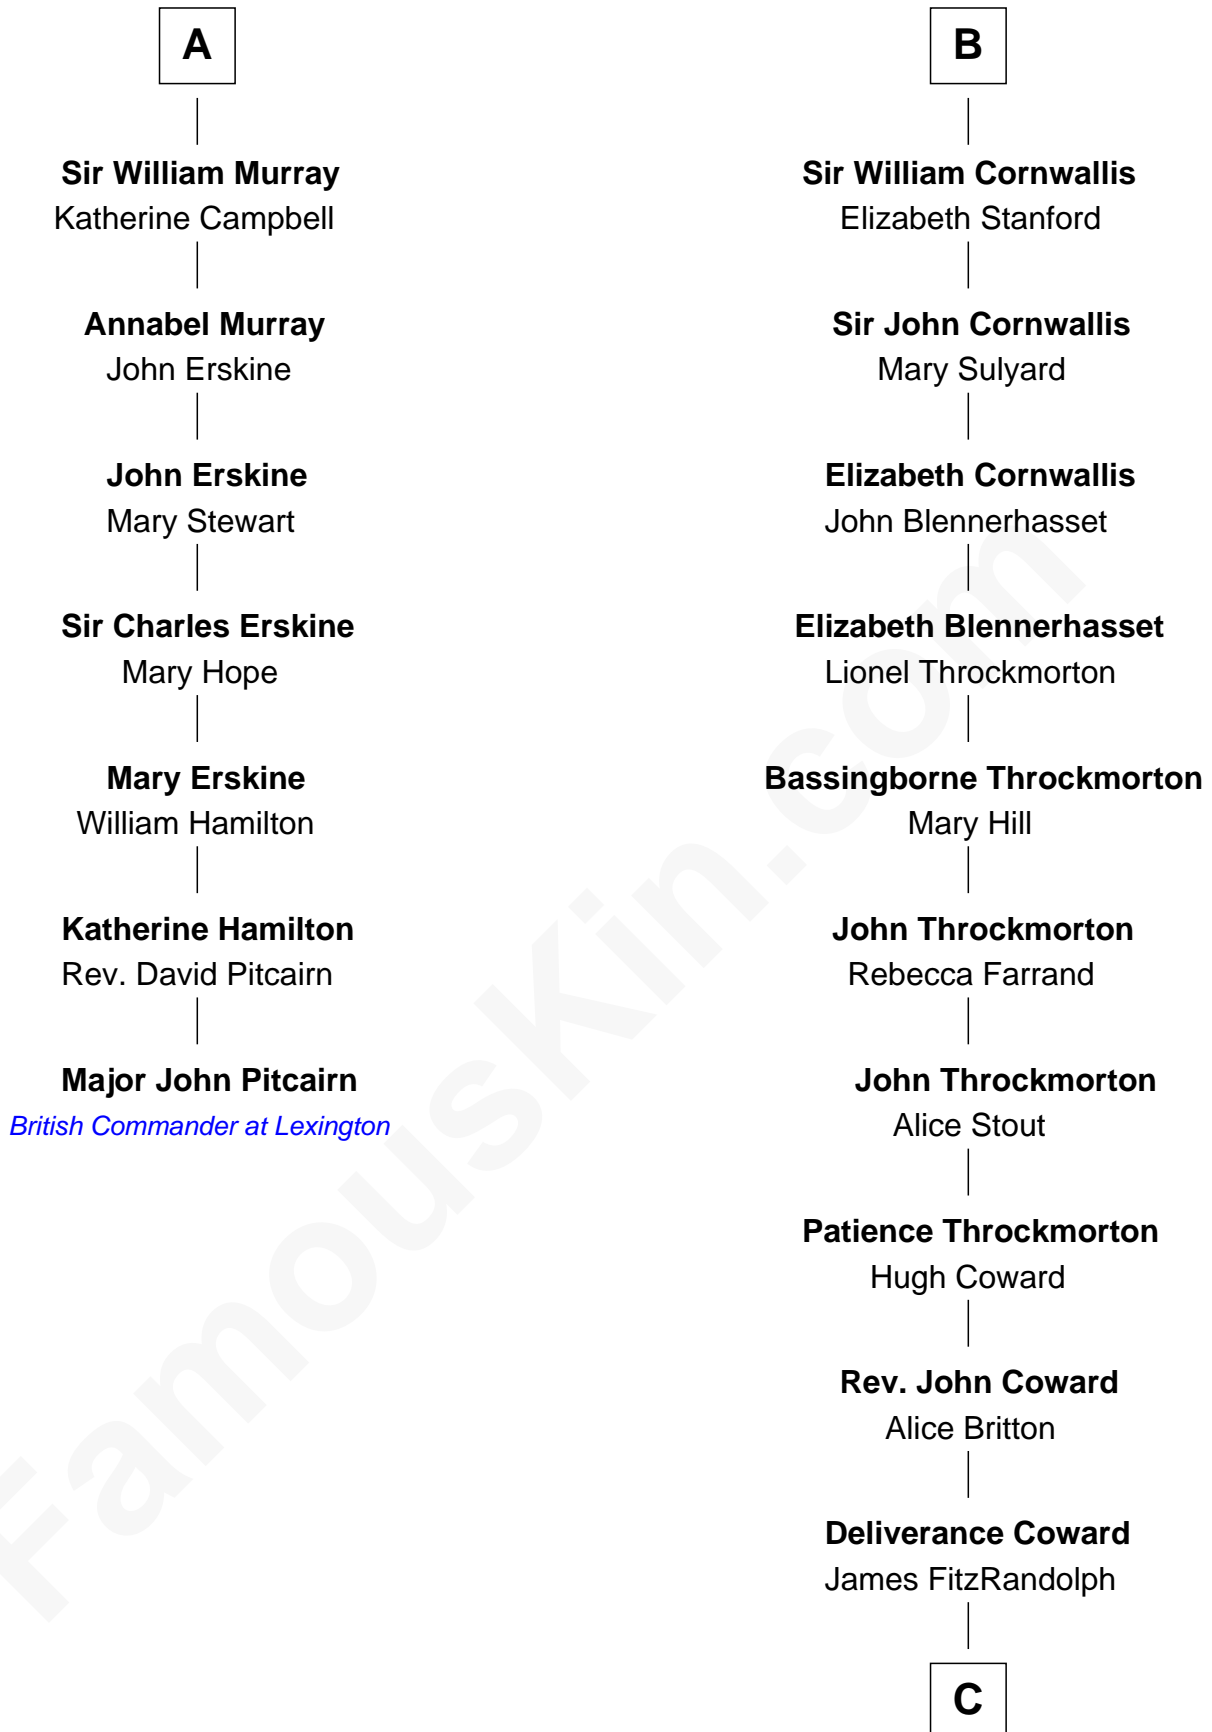 A
Sir William Murray
Katherine Campbell
Annabel Murray
John Erskine
John Erskine
Mary Stewart
Sir Charles Erskine
Mary Hope
Mary Erskine
William Hamilton
Katherine Hamilton
Rev. David Pitcairn
Major John Pitcairn
British Commander at Lexington
B
Sir William Cornwallis
Elizabeth Stanford
Sir John Cornwallis
Mary Sulyard
Elizabeth Cornwallis
John Blennerhasset
Elizabeth Blennerhasset
Lionel Throckmorton
Bassingborne Throckmorton
Mary Hill
John Throckmorton
Rebecca Farrand
John Throckmorton
Alice Stout
Patience Throckmorton
Hugh Coward
Rev. John Coward
Alice Britton
Deliverance Coward
James FitzRandolph
C
FamousKin.com